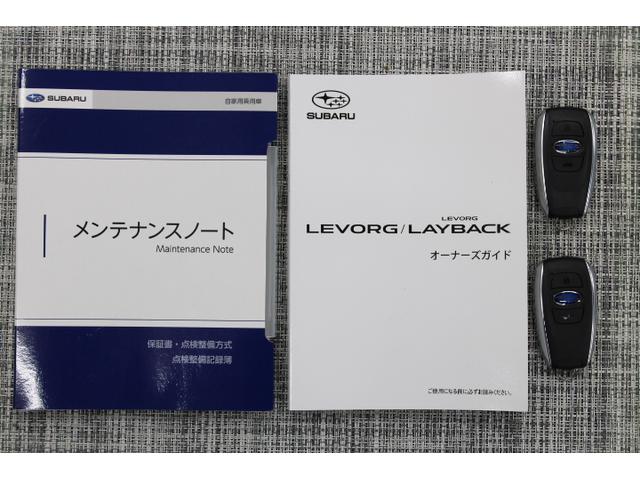 SUBARU
自家用乗用車
メンテナンスノート
Maintenance Note
保証書・点検整備方式
点検整備記録簿
SUBARU
LEVORG
LEVORG/LAYBACK
オーナーズガイド
ご使用になる前に必ずお読みください。